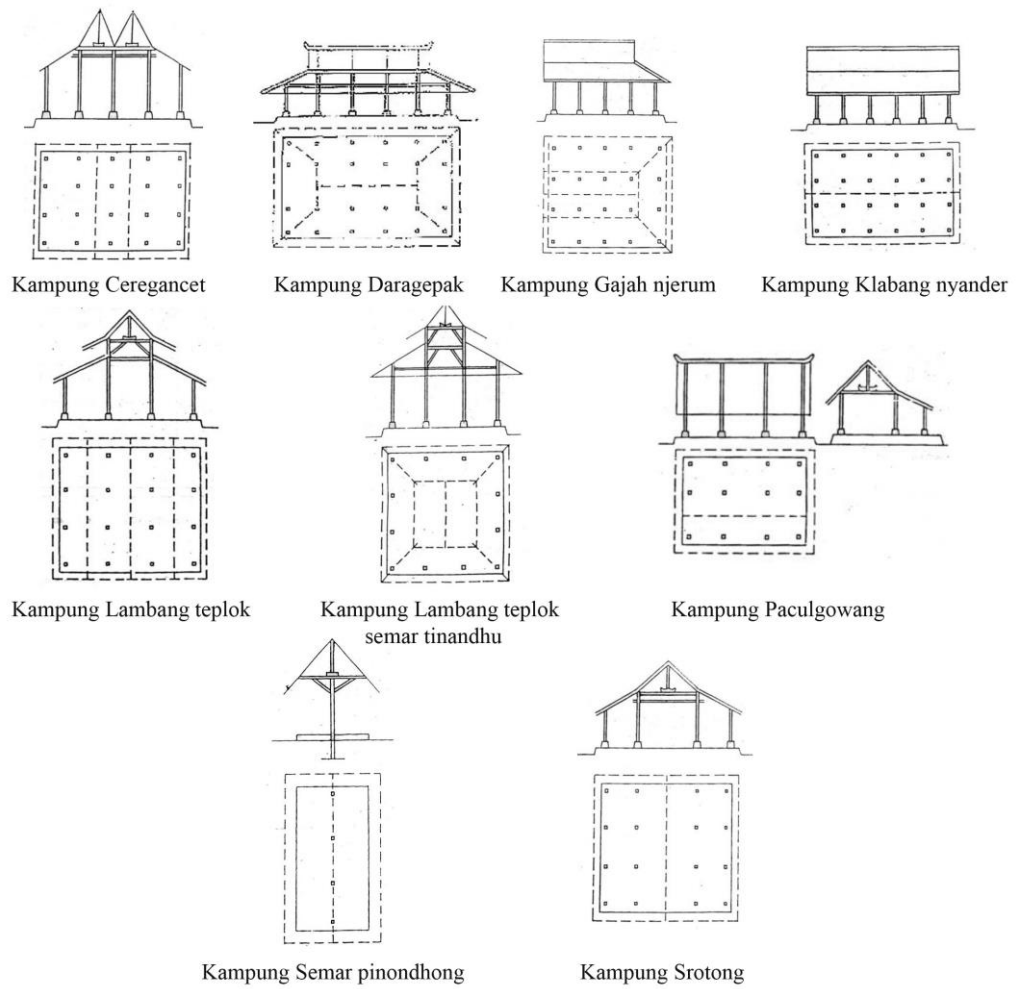 Kampung Ceregancet
Kampung Daragepak
Kampung Gajah njerum
Kampung Klabang nyander
Kampung Lambang teplok
Kampung Lambang teplok
semar tinandhu
Kampung Paculgowang
Kampung Semar pinondhong
Kampung Srotong